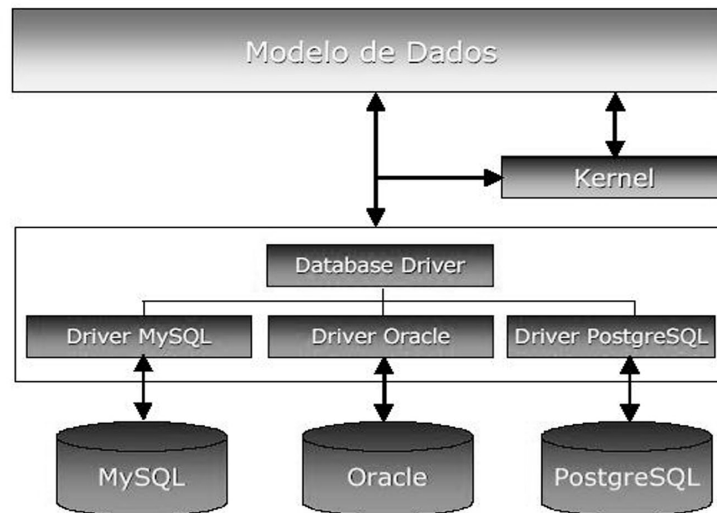 Modelo de Dados
Kernel
Database Driver
Driver MySQL
Driver Oracle
Driver PostgreSQL
MySQL
Oracle
PostgreSQL